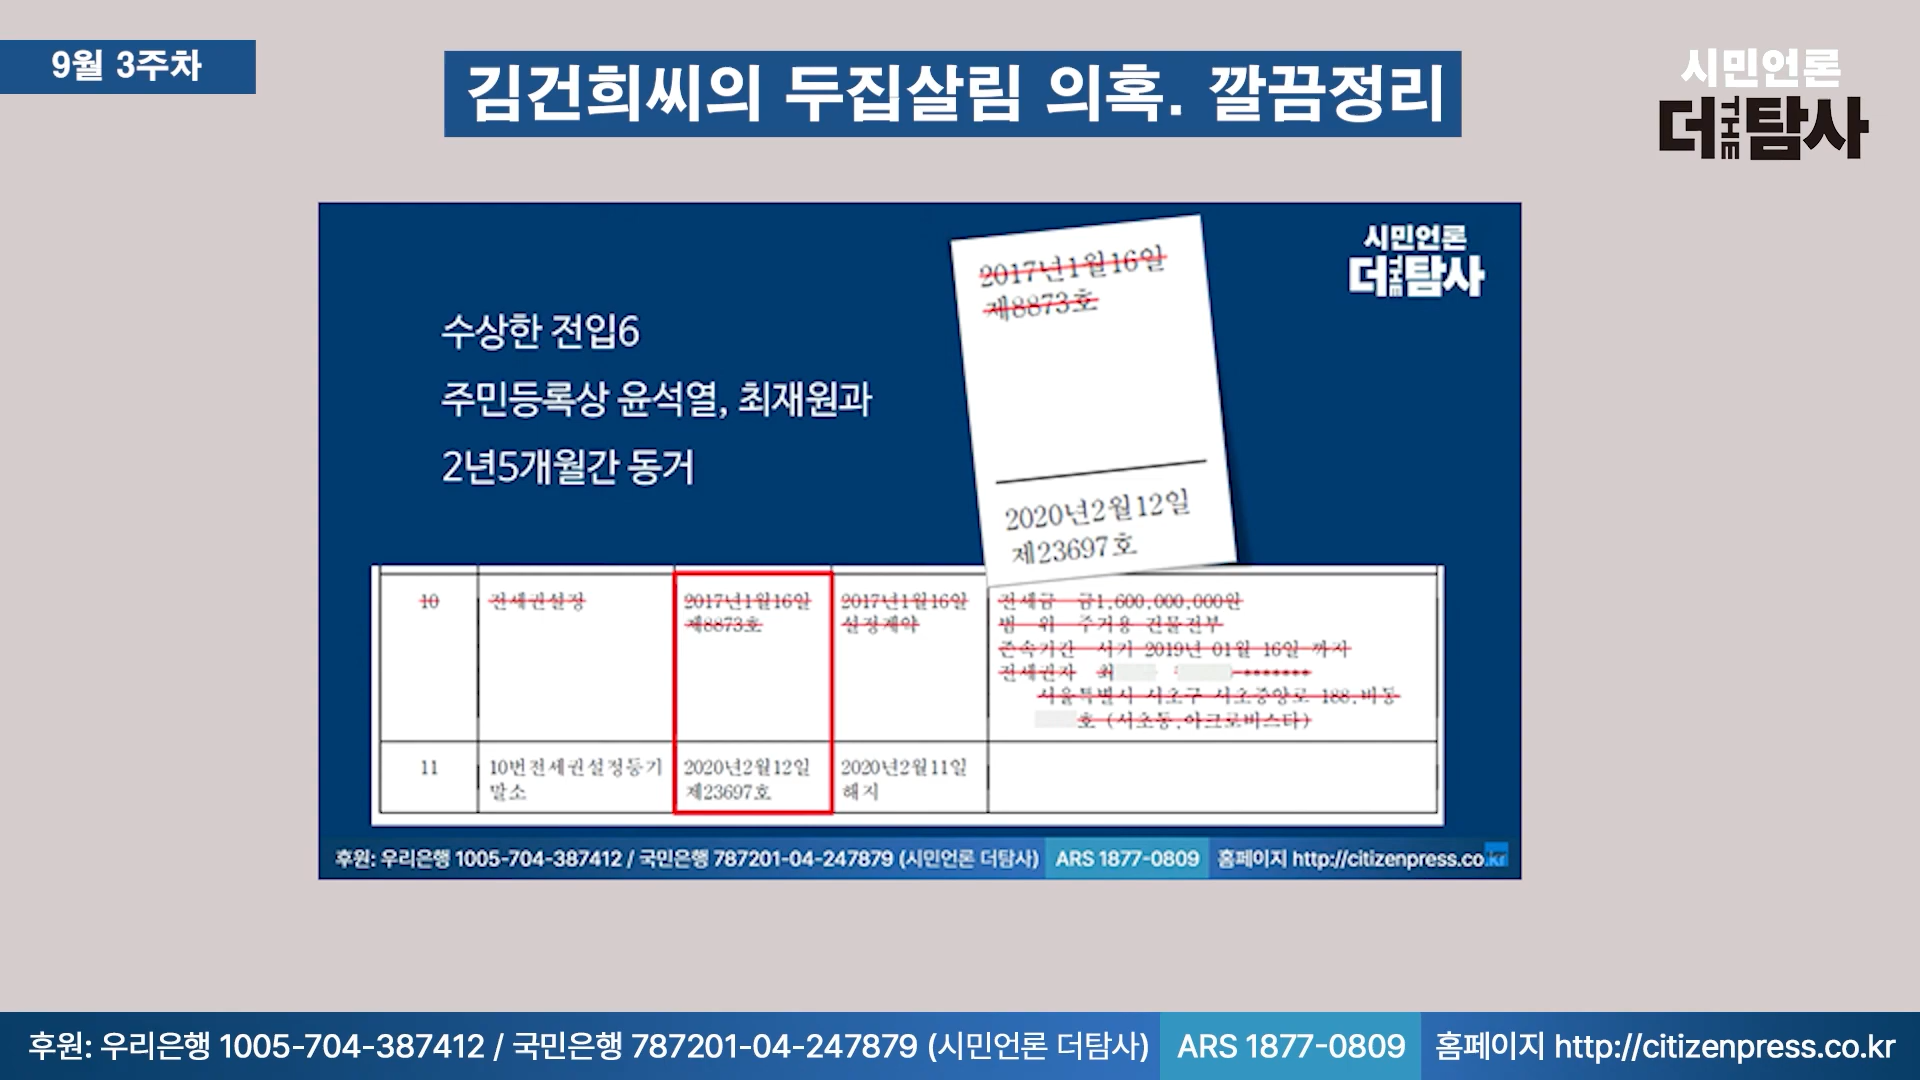 9월 3주차
김건희씨의 두집살림 의혹. 깔끔정리
시민언론
더THE탐사
시민언론
더THE탐사
수상한 전입6
주민등록상 윤석열, 최재원과
2년5개월간 동거
2017년1월16일
제8873호
2020년2월12일
제23697호
10 전세권설정 2017년1월16일 제8873호 2017년1월16일 설정계약 전세금 금1,600,000,000원
범 위 주거용 건물전부
존속기간 서기 2019년 01월 16일 까지
전세권자 최 -*******
서울특별시 서초구 서초중앙로 188,비동
호 (서초동,아크로비스타)
11 10번전세권설정등기말소 2020년2월12일 제23697호 2020년2월11일 해지
후원: 우리은행 1005-704-387412 / 국민은행 787201-04-247879 (시민언론 더탐사) ARS 1877-0809 홈페이지 http://citizenpress.co.kr
후원: 우리은행 1005-704-387412 / 국민은행 787201-04-247879 (시민언론 더탐사) ARS 1877-0809 홈페이지 http://citizenpress.co.kr